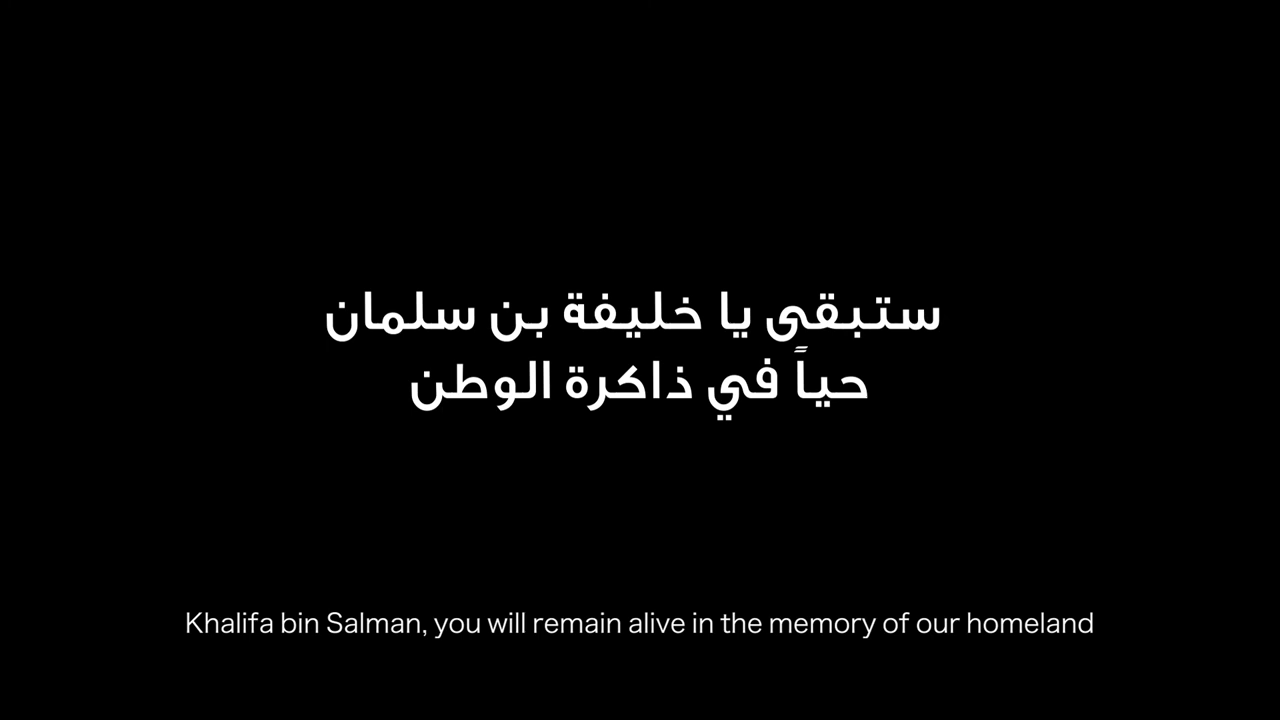 ستبقى يا خليفة بن سلمان
حياً في ذاكرة الوطن
Khalifa bin Salman, you will remain alive in the memory of our homeland